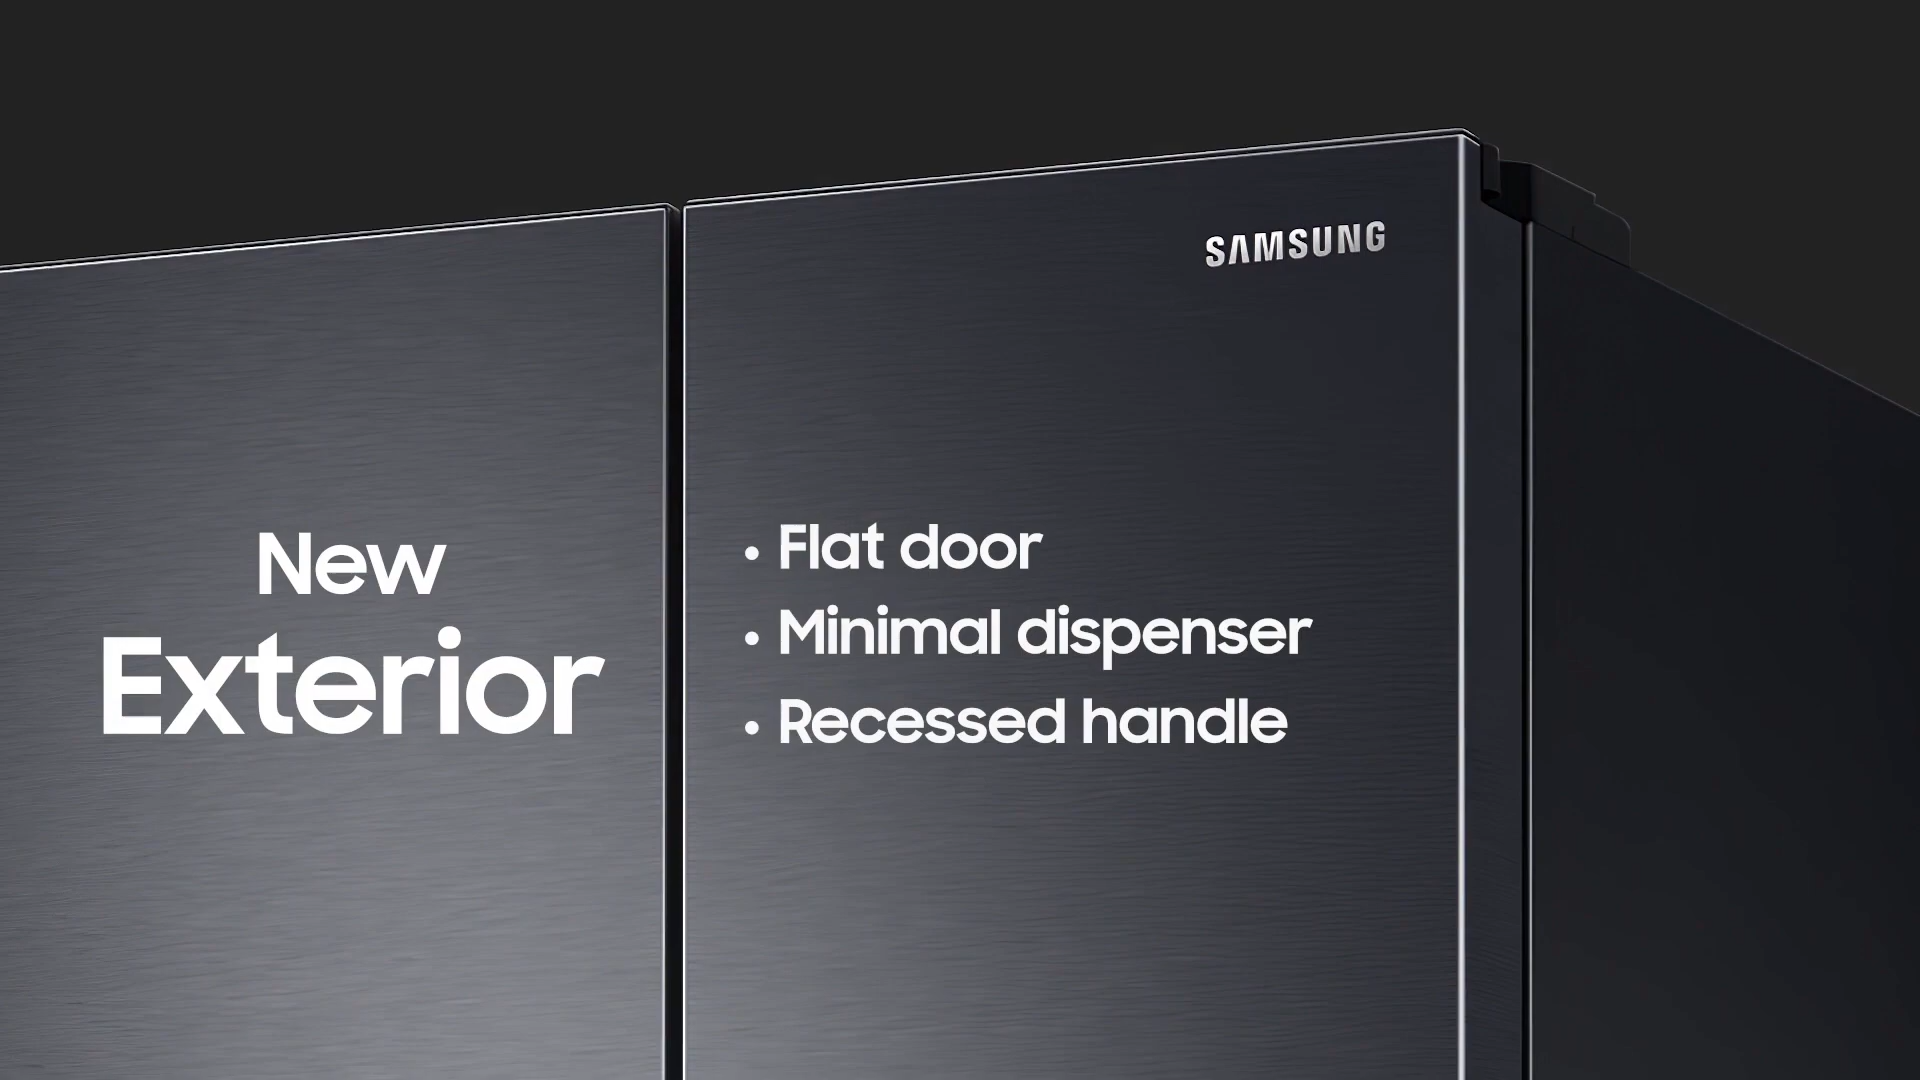 SAMSUNG
New
Exterior
• Flat door
• Minimal dispenser
• Recessed handle